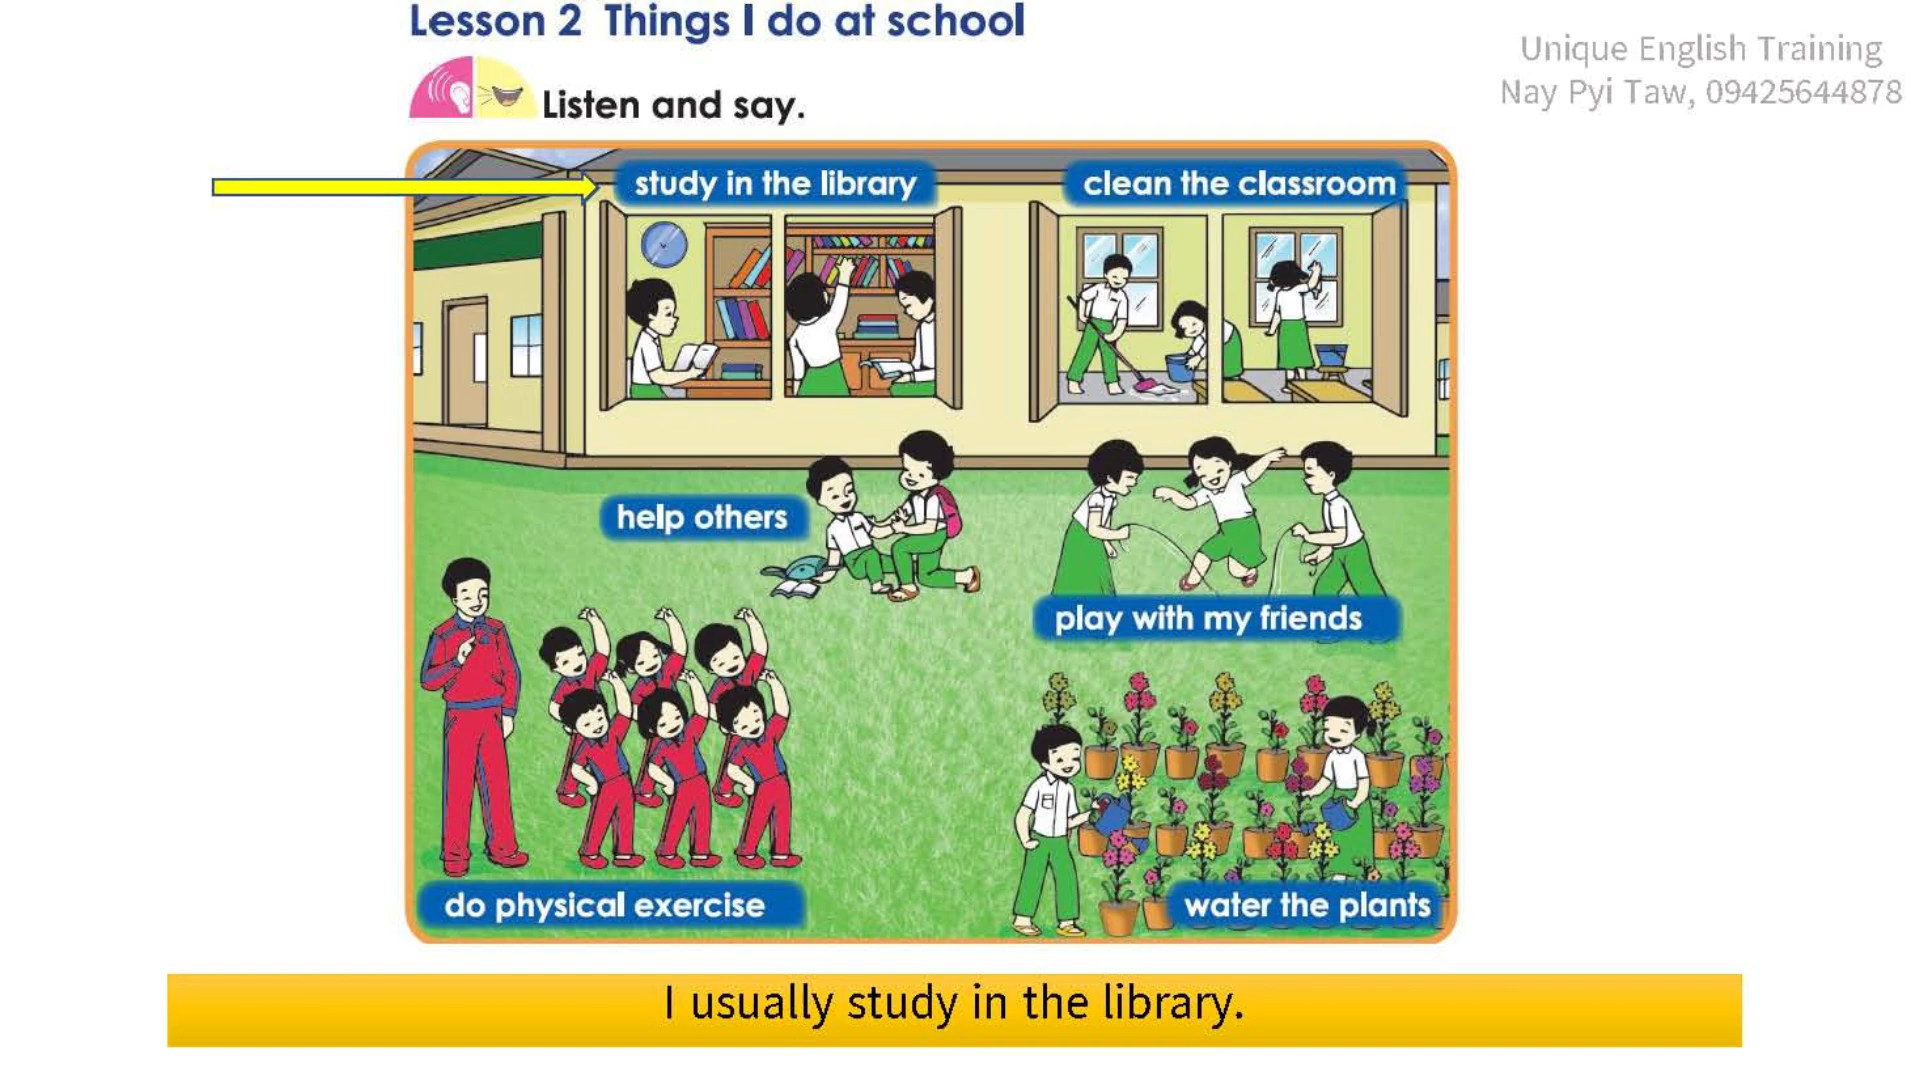 Lesson 2 Things I do at school
Unique English Training
Nay Pyi Taw, 09425644878
Listen and say.
study in the library
clean the classroom
help others
play with my friends
do physical exercise
water the plants
I usually study in the library.